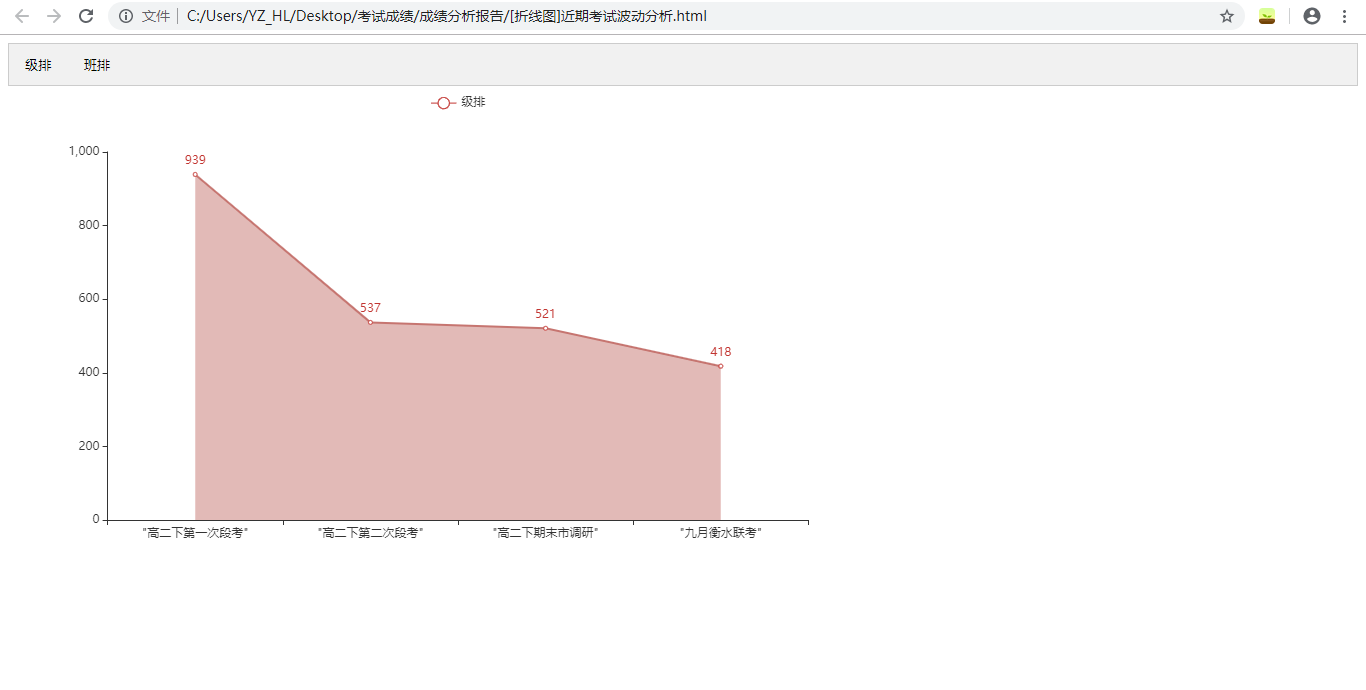 文件 C:/Users/YZ_HL/Desktop/考试成绩/成绩分析报告/[折线图]近期考试波动分析.html
级排 班排
级排
1,000
939
800
600
537
521
418
400
200
0
"高二下第一次段考" "高二下第二次段考" "高二下期末市调研" "九月衡水联考"